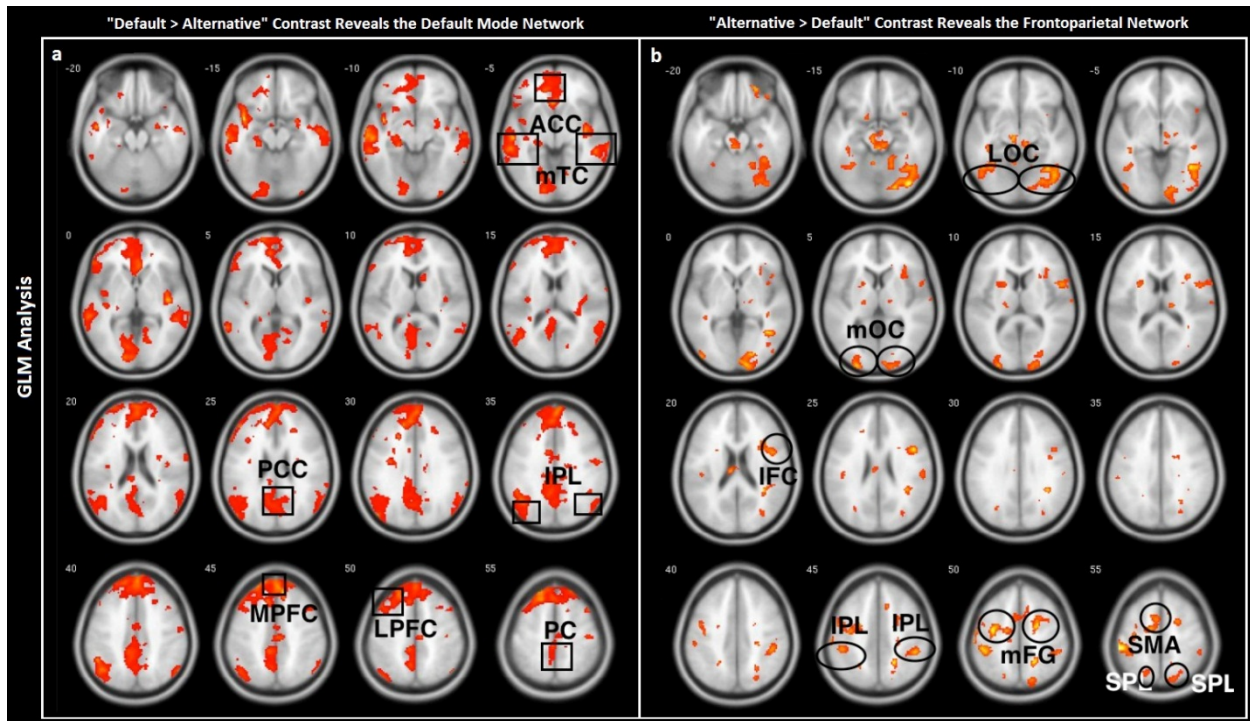 "Default > Alternative" Contrast Reveals the Default Mode Network
"Alternative > Default" Contrast Reveals the Frontoparietal Network
GLM Analysis
a
-20 -15 -10 -5
ACC
mTC
0 5 10 15
20 25 30 35
PCC IPL
40 45 50 55
MPFC LPFC PC
b
-20 -15 -10 -5
LOC
0 5 10 15
mOC
20 25 30 35
IFC
40 45 50 55
IPL IPL
mFG SMA
SPL SPL